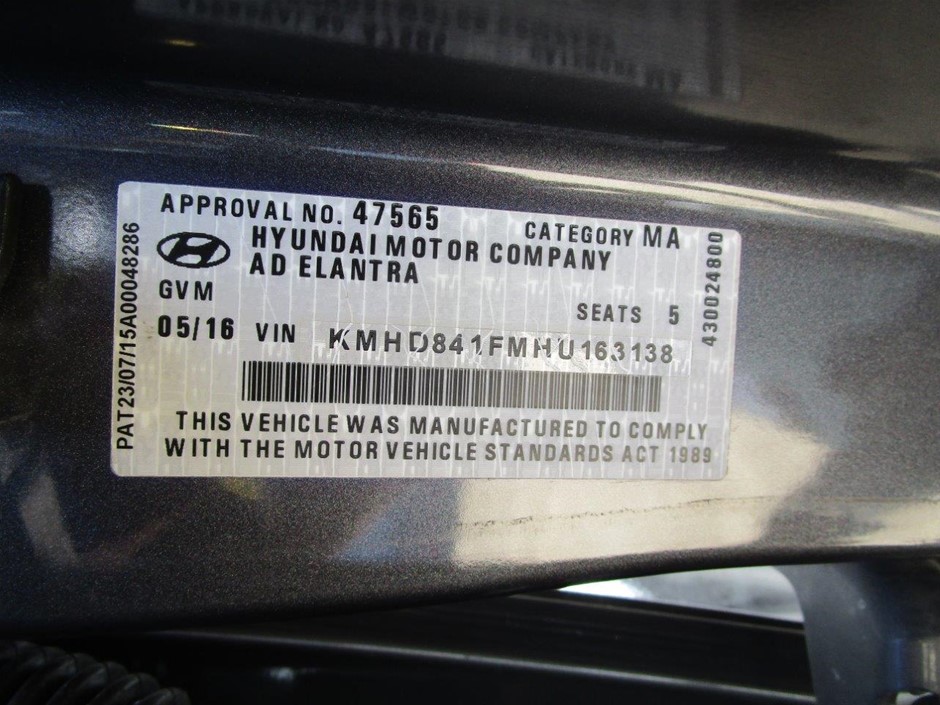 APPROVAL NO. 47565
CATEGORY MA
HYUNDAI MOTOR COMPANY
AD ELANTRA
GVM
SEATS 5
05/16 VIN KMHD841FMHU163138
THIS VEHICLE WAS MANUFACTURED TO COMPLY
WITH THE MOTOR VEHICLE STANDARDS ACT 1989
PAT23/07/15A00048286
430024800